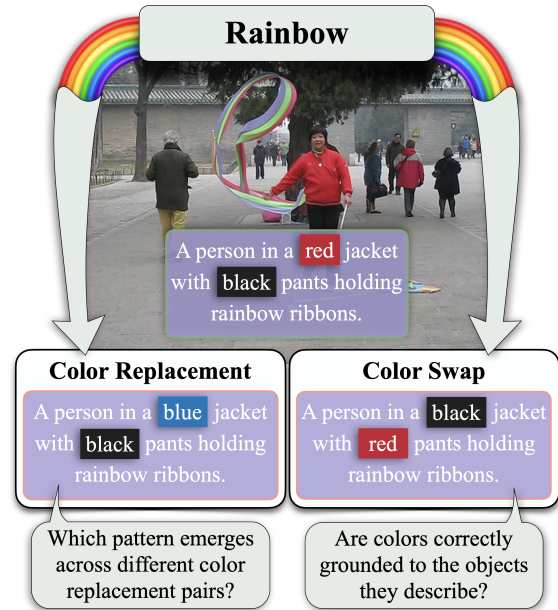 Rainbow
A person in a red jacket
with black pants holding
rainbow ribbons.
Color Replacement
A person in a blue jacket
with black pants holding
rainbow ribbons.
Which pattern emerges
across different color
replacement pairs?
Color Swap
A person in a black jacket
with red pants holding
rainbow ribbons.
Are colors correctly
grounded to the objects
they describe?